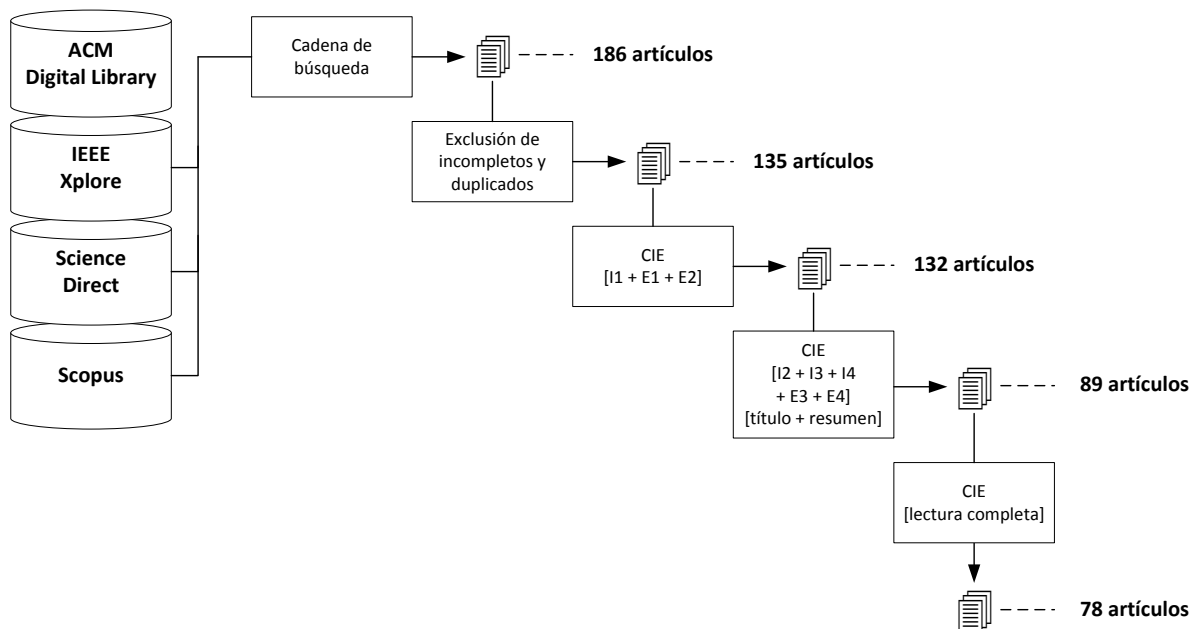 ACM
Digital Library
IEEE
Xplore
Science
Direct
Scopus
Cadena de
búsqueda
186 artículos
Exclusión de
incompletos y
duplicados
135 artículos
CIE
[I1 + E1 + E2]
132 artículos
CIE
[I2 + I3 + I4
+ E3 + E4]
[título + resumen]
89 artículos
CIE
[lectura completa]
78 artículos